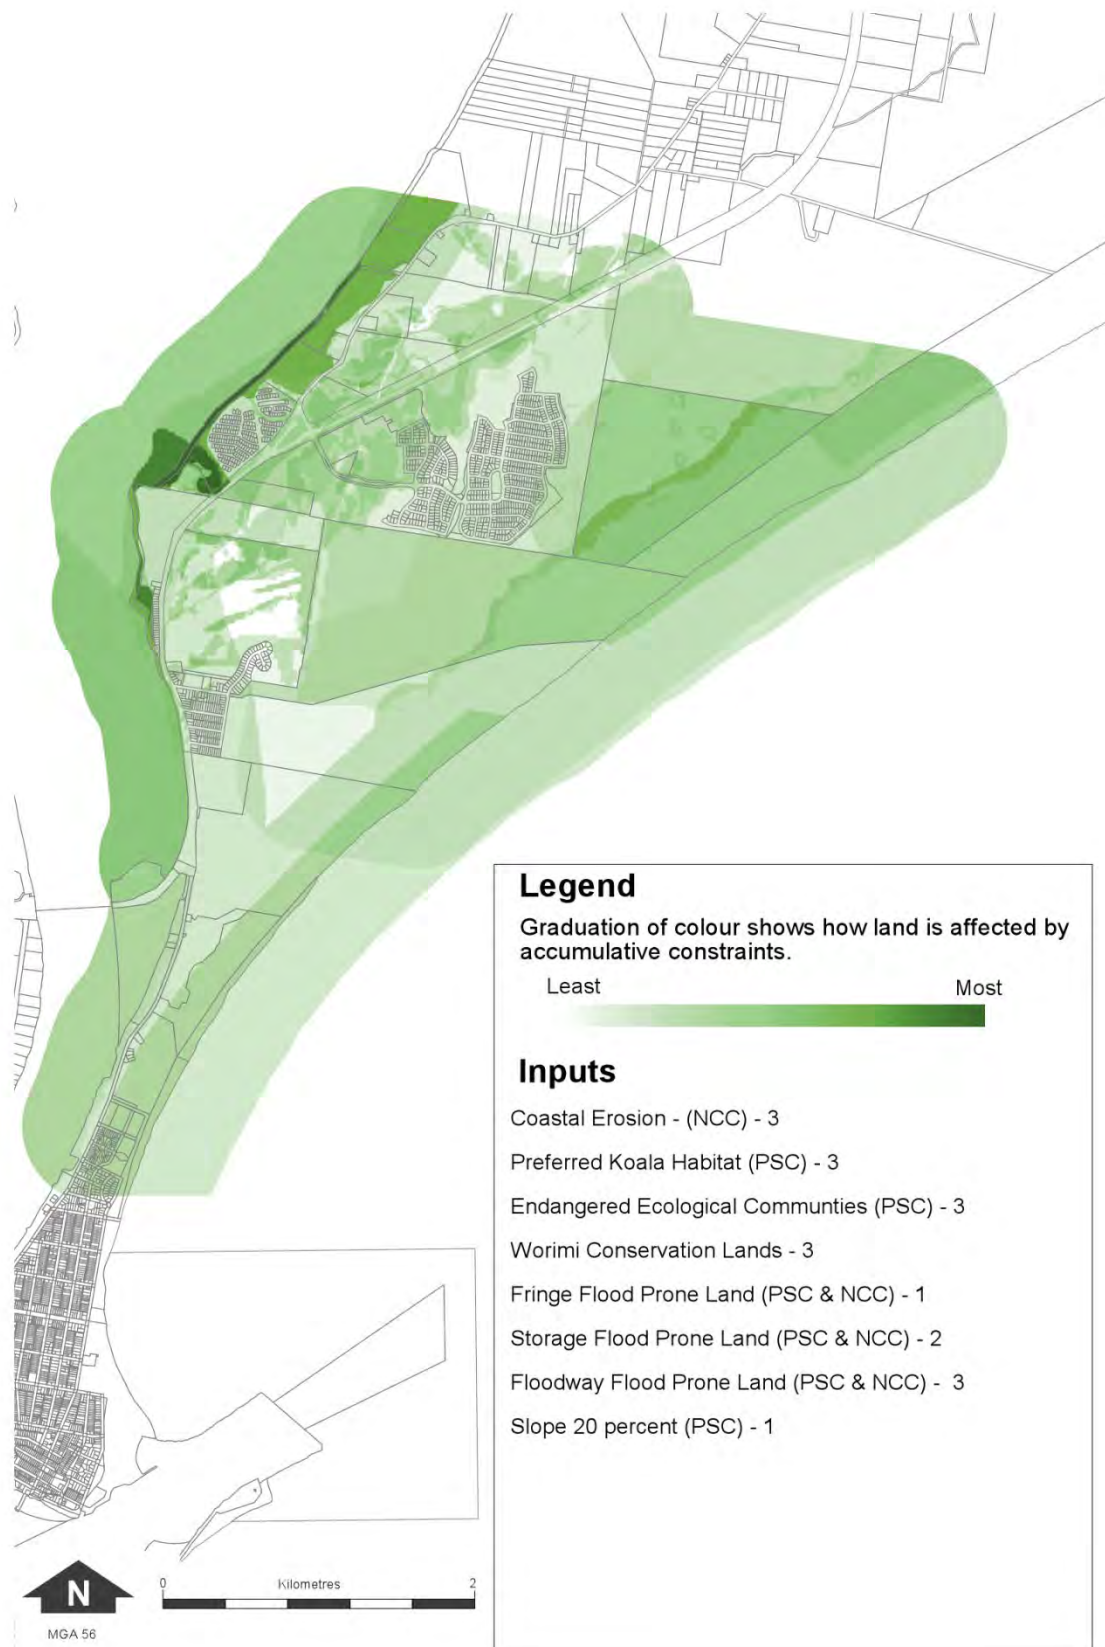 Legend
Graduation of colour shows how land is affected by
accumulative constraints.
Least Most
Inputs
Coastal Erosion - (NCC) - 3
Preferred Koala Habitat (PSC) - 3
Endangered Ecological Communties (PSC) - 3
Worimi Conservation Lands - 3
Fringe Flood Prone Land (PSC & NCC) - 1
Storage Flood Prone Land (PSC & NCC) - 2
Floodway Flood Prone Land (PSC & NCC) - 3
Slope 20 percent (PSC) - 1
0 Kilometres 2
N
MGA 56